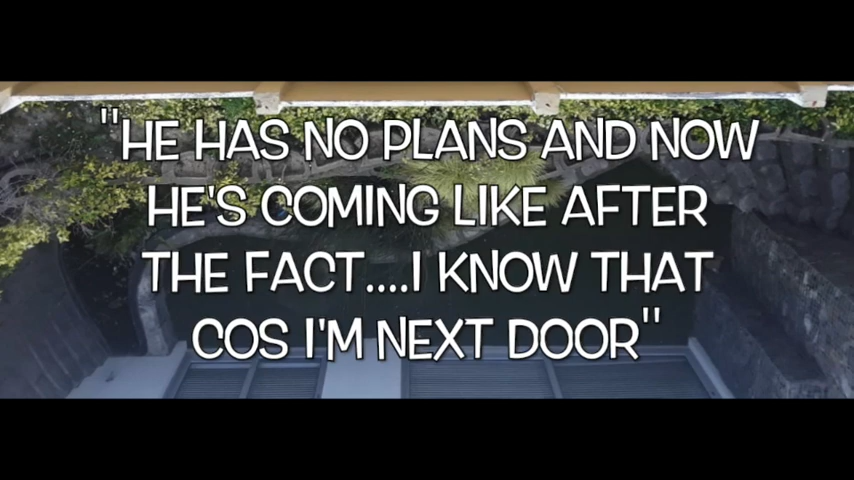 "HE HAS NO PLANS AND NOW
HE'S COMING LIKE AFTER
THE FACT....I KNOW THAT
COS I'M NEXT DOOR"